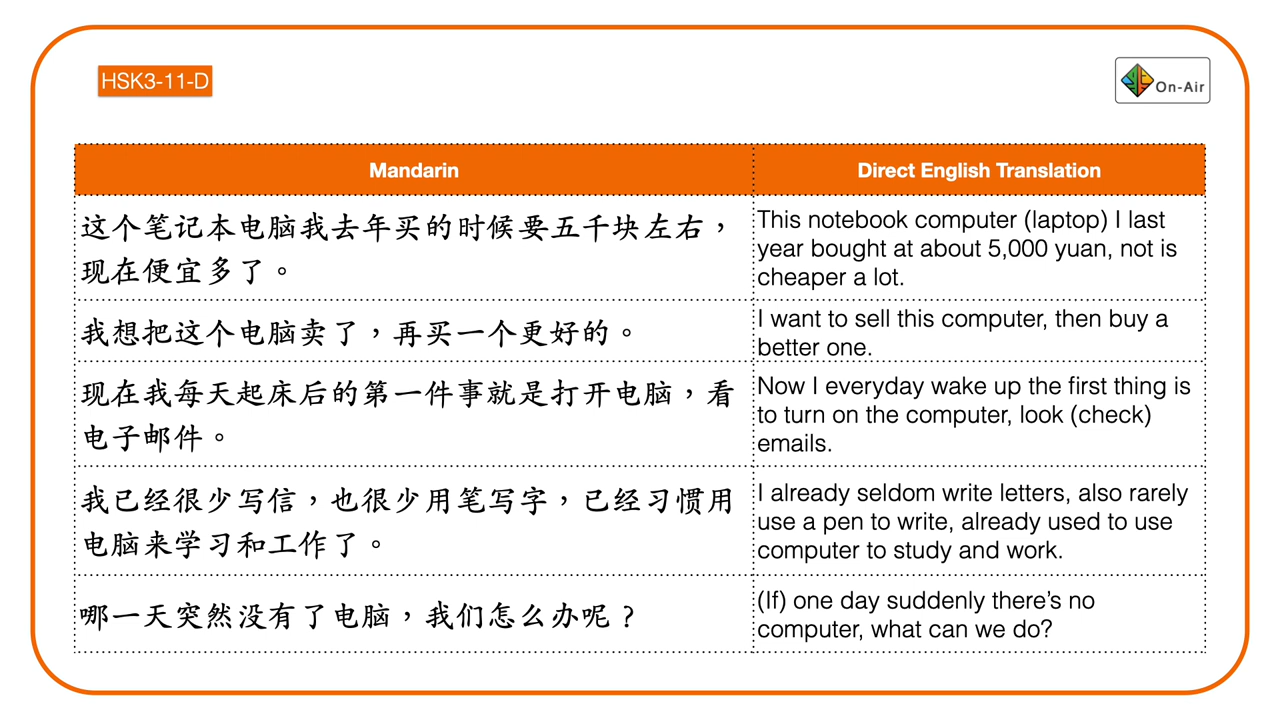 HSK3-11-D
On-Air
Mandarin
Direct English Translation
这个笔记本电脑我去年买的时候要五千块左右，
现在便宜多了。
This notebook computer (laptop) I last
year bought at about 5,000 yuan, not is
cheaper a lot.
我想把这个电脑卖了，再买一个更好的。
I want to sell this computer, then buy a
better one.
现在我每天起床后的第一件事就是打开电脑，看
电子邮件。
Now I everyday wake up the first thing is
to turn on the computer, look (check)
emails.
我已经很少写信，也很少用笔写字，已经习惯用
电脑来学习和工作了。
I already seldom write letters, also rarely
use a pen to write, already used to use
computer to study and work.
哪一天突然没有了电脑，我们怎么办呢？
(If) one day suddenly there's no
computer, what can we do?